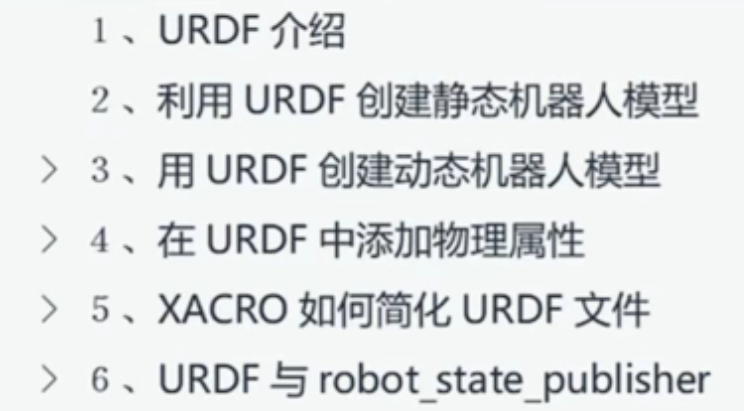 1、URDF 介绍
2、利用 URDF 创建静态机器人模型
> 3、用 URDF 创建动态机器人模型
> 4、在 URDF 中添加物理属性
> 5、XACRO 如何简化 URDF 文件
> 6、URDF 与 robot_state_publisher